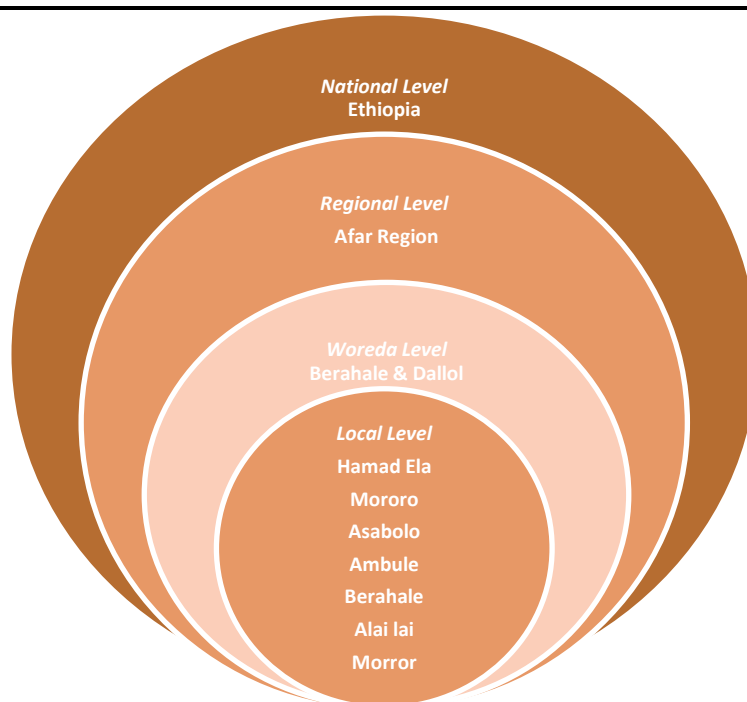 National Level
Ethiopia
Regional Level
Afar Region
Woreda Level
Berahale & Dallol
Local Level
Hamad Ela
Mororo
Asabolo
Ambule
Berahale
Alai lai
Morror